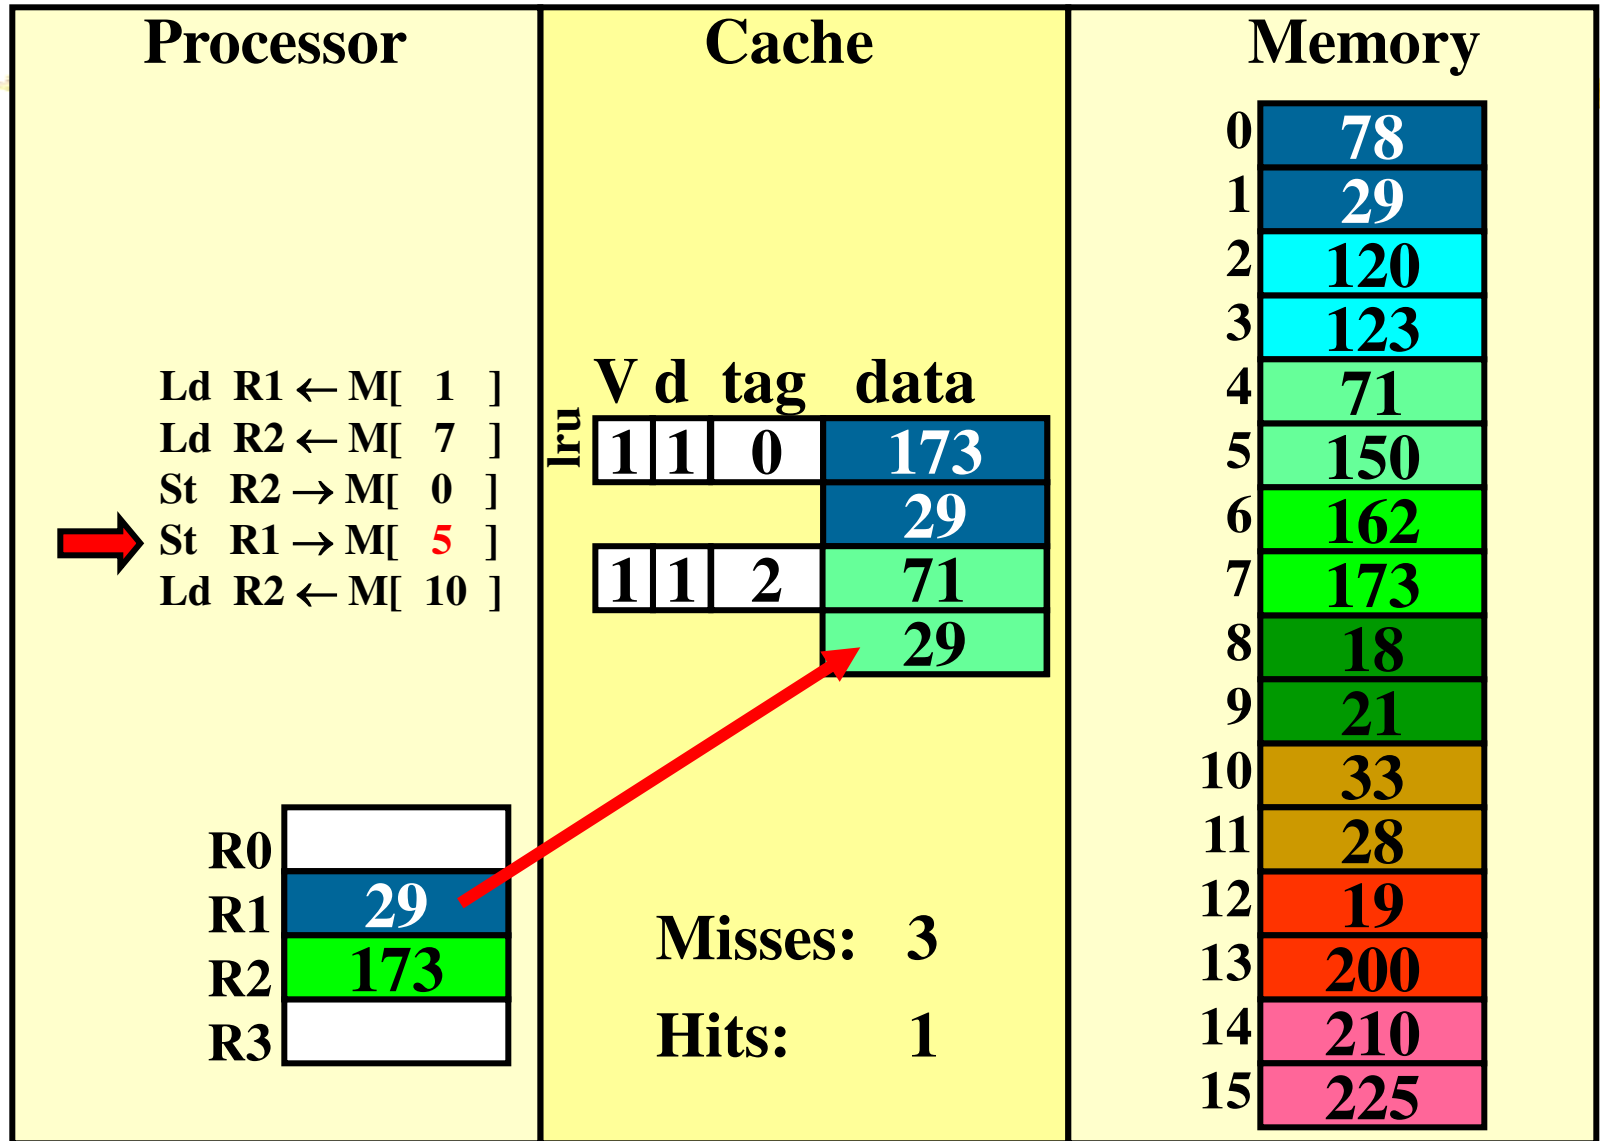 Processor
Ld R1 ← M[ 1 ]
Ld R2 ← M[ 7 ]
St R2 → M[ 0 ]
St R1 → M[ 5 ]
Ld R2 ← M[ 10 ]
R0
R1 29
R2 173
R3
Cache
V d tag data
lru
1 1 0 173
29
1 1 2 71
29
Misses: 3
Hits: 1
Memory
0 78
1 29
2 120
3 123
4 71
5 150
6 162
7 173
8 18
9 21
10 33
11 28
12 19
13 200
14 210
15 225